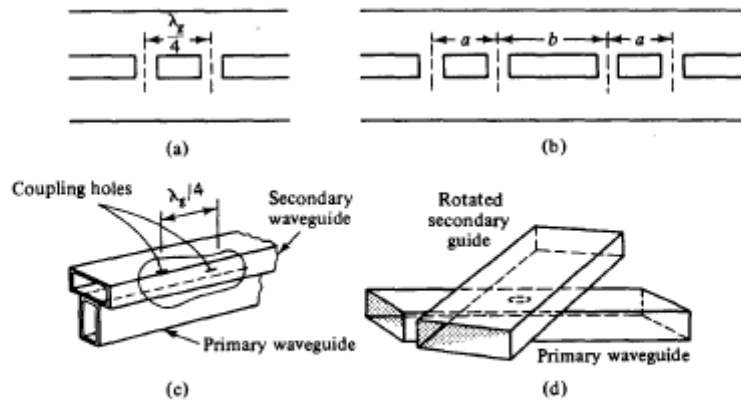 λg
4
a
b
a
(a)
(b)
Coupling holes
λg|4
Secondary
waveguide
Primary waveguide
(c)
Rotated
secondary
guide
Primary waveguide
(d)